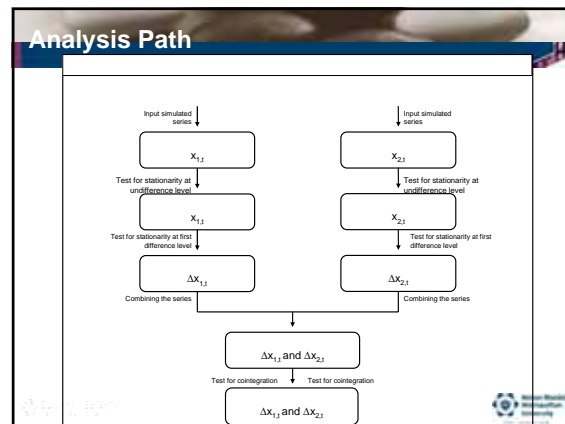 Analysis Path
Input simulated
series
Input simulated
series
x1,t
x2,t
Test for stationarity at
undifference level
Test for stationarity at
undifference level
x1,t
x2,t
Test for stationarity at first
difference level
Test for stationarity at first
difference level
Δx1,t
Δx2,t
Combining the series
Combining the series
Δx1,t and Δx2,t
Test for cointegration
Test for cointegration
Δx1,t and Δx2,t
Metropolitan
University